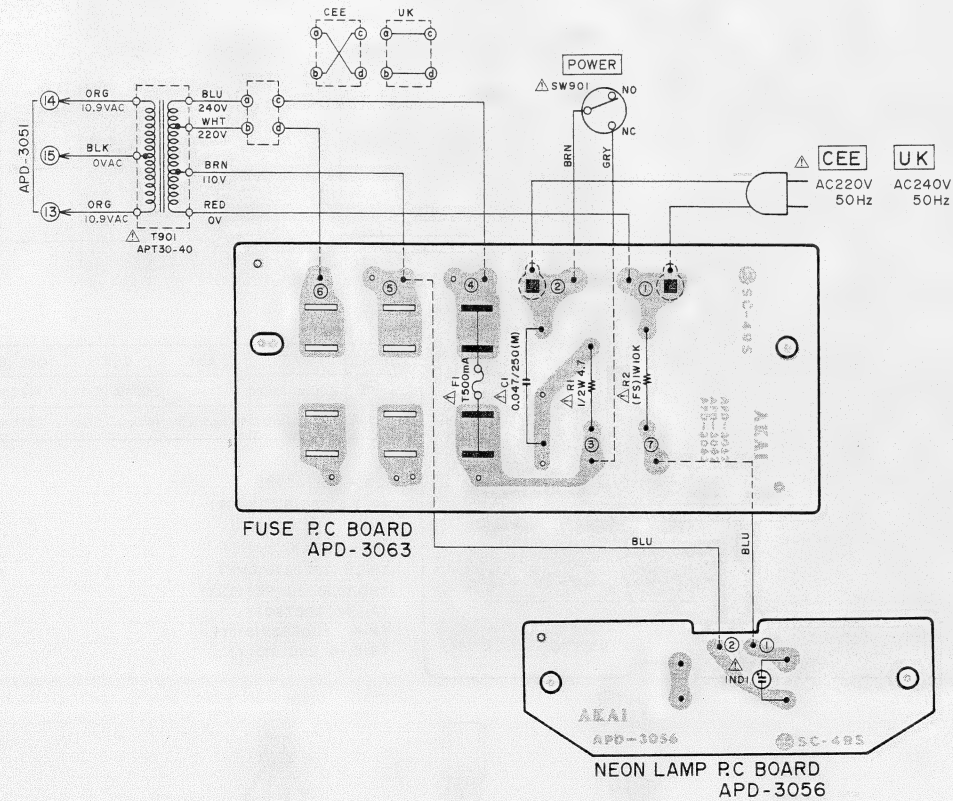 CEE UK
a c a c
b d b d
POWER
⚠ SW901 NO
NC
BRN GRY
14 ORG BLU a c
10.9VAC 240V
WHT b d
220V
APD-3051
15 BLK
0VAC
BRN
110V
13 ORG RED
10.9VAC 0V
⚠ T901
APT30-40
⚠ CEE UK
AC220V AC240V
50Hz 50Hz
6 5 4 2 1
SC-4BS
⚠ F1
T500mA
⚠ C1
0.047/250(M)
⚠ R1
1/2W 4.7
⚠ R2
(FS)1W10K
3 7
AKAI
FUSE P.C BOARD
APD-3063
BLU BLU
2 1
⚠
IND1
AKAI
APD-3056 SC-4BS
NEON LAMP P.C BOARD
APD-3056